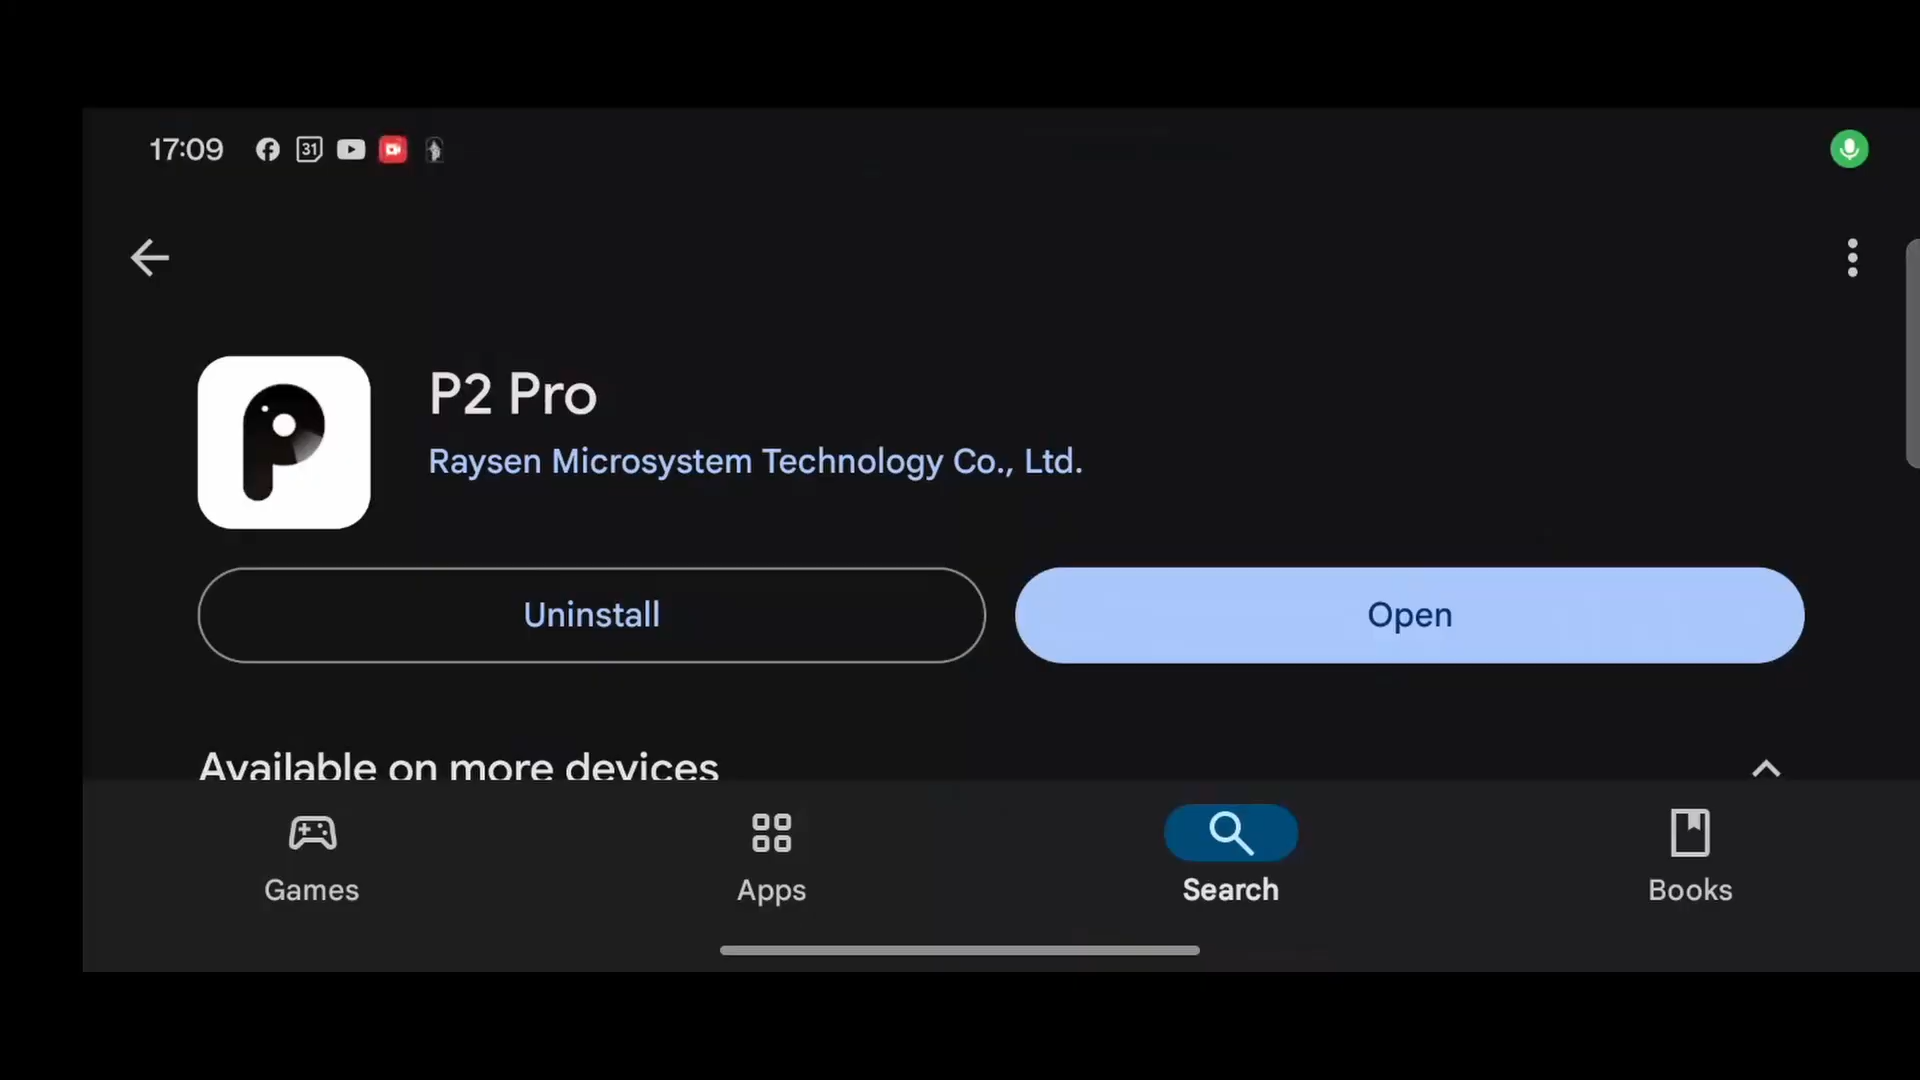 17:09
31
P2 Pro
Raysen Microsystem Technology Co., Ltd.
Uninstall
Open
Available on more devices
Games
Apps
Search
Books